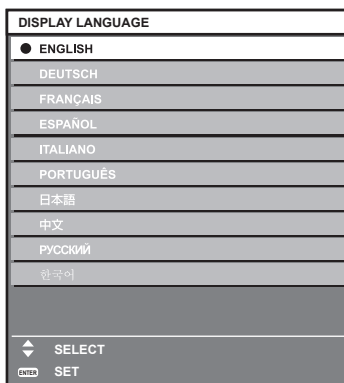 DISPLAY LANGUAGE
ENGLISH
DEUTSCH
FRANÇAIS
ESPAÑOL
ITALIANO
PORTUGUÊS
日本語
中文
РУССКИЙ
한국어
SELECT
ENTER SET